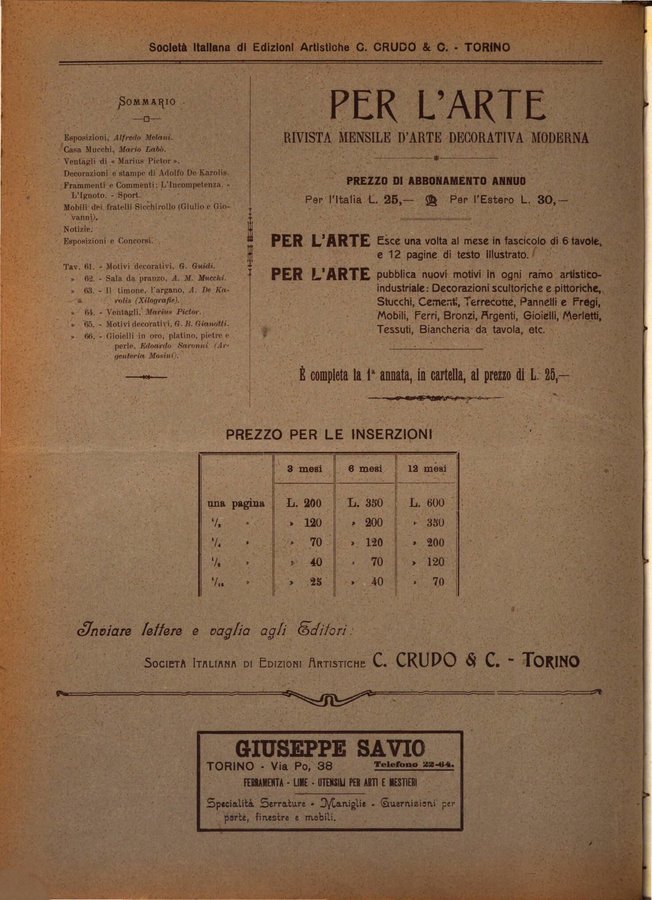 Società Italiana di Edizioni Artistiche C. CRUDO & C. - TORINO
SOMMARIO
Esposizioni, Alfredo Melani.
Casa Mucchi, Mario Labò.
Ventagli di « Marius Pictor ».
Decorazioni e stampe di Adolfo De Karolis.
Frammenti e Commenti: L'Incompetenza. -
L'Ignoto. - Sport.
Mobili dei fratelli Sicchirollo (Giulio e Gio-
vanni).
Notizie.
Esposizioni e Concorsi.
Tav. 61. - Motivi decorativi, G. Guidi.
» 62. - Sala da pranzo, A. M. Mucchi.
» 63. - Il timone, l'argano, A. De Ka-
rolis (Xilografie).
» 64. - Ventagli, Marius Pictor.
» 65. - Motivi decorativi, G. B. Gianotti.
» 66. - Gioielli in oro, platino, pietre e
perle, Edoardo Saronni (Ar-
genteria Mosini).
PER L'ARTE
RIVISTA MENSILE D'ARTE DECORATIVA MODERNA
PREZZO DI ABBONAMENTO ANNUO
Per l'Italia L. 25,— Per l'Estero L. 30,—
PER L'ARTE Esce una volta al mese in fascicolo di 6 tavole,
e 12 pagine di testo illustrato.
PER L'ARTE pubblica nuovi motivi in ogni ramo artistico-
industriale: Decorazioni scultoriche e pittoriche,
Stucchi, Cementi, Terrecotte, Pannelli e Fregi,
Mobili, Ferri, Bronzi, Argenti, Gioielli, Merletti,
Tessuti, Biancheria da tavola, etc.
È completa la 1ª annata, in cartella, al prezzo di L. 25,—
PREZZO PER LE INSERZIONI
3 mesi 6 mesi 12 mesi
una pagina L. 200 L. 350 L. 600
1/2 » » 120 » 200 » 350
1/4 » » 70 » 120 » 200
1/8 » » 40 » 70 » 120
1/16 » » 25 » 40 » 70
Inviare lettere e vaglia agli Editori:
SOCIETÀ ITALIANA DI EDIZIONI ARTISTICHE C. CRUDO & C. - TORINO
GIUSEPPE SAVIO
TORINO - Via Po, 38 Telefono 22-64.
FERRAMENTA - LIME - UTENSILI PER ARTI E MESTIERI
Specialità Serrature - Maniglie - Guernizioni per
porte, finestre e mobili.